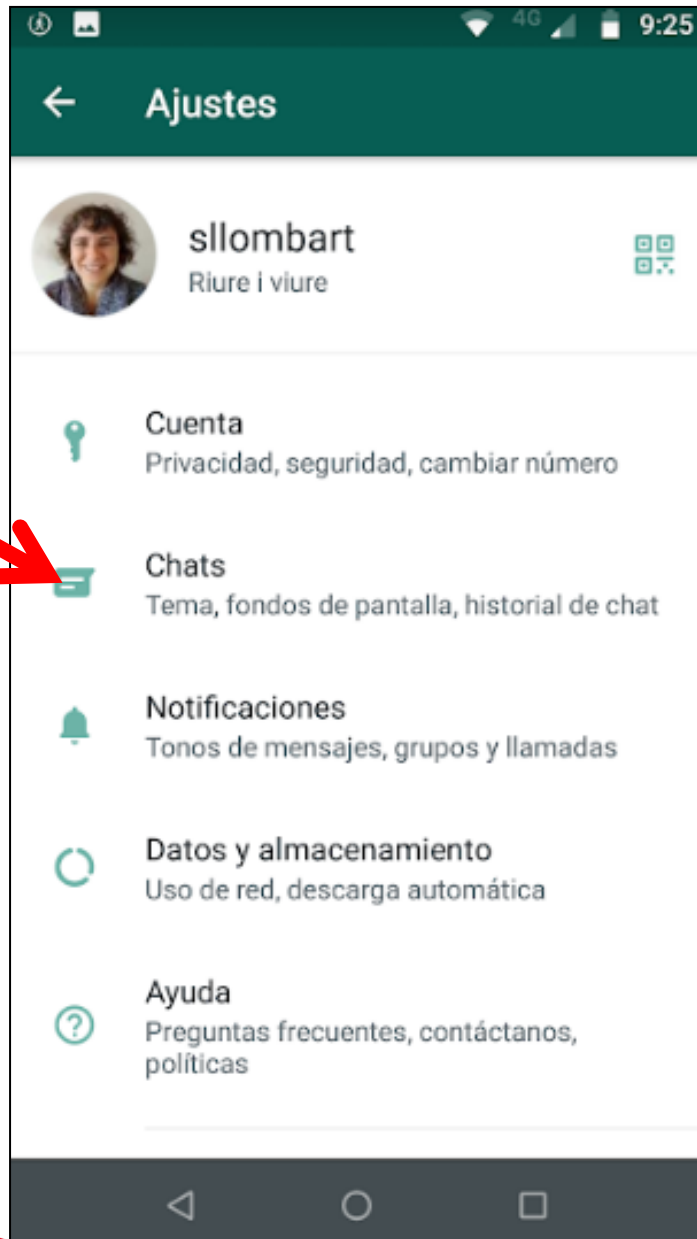 4G 9:25
Ajustes
sllombart
Riure i viure
Cuenta
Privacidad, seguridad, cambiar número
Chats
Tema, fondos de pantalla, historial de chat
Notificaciones
Tonos de mensajes, grupos y llamadas
Datos y almacenamiento
Uso de red, descarga automática
Ayuda
Preguntas frecuentes, contáctanos,
políticas